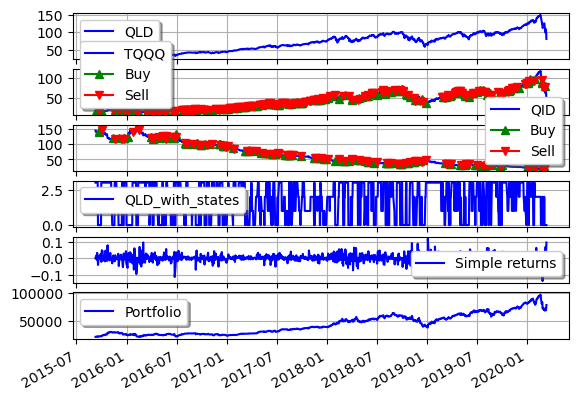 150
100
50
QLD
TQQQ
Buy
Sell
100
50
QID
Buy
Sell
150
100
50
2.5
0.0
QLD_with_states
0.1
0.0
−0.1
Simple returns
100000
50000
Portfolio
2015-07
2016-01
2016-07
2017-01
2017-07
2018-01
2018-07
2019-01
2019-07
2020-01